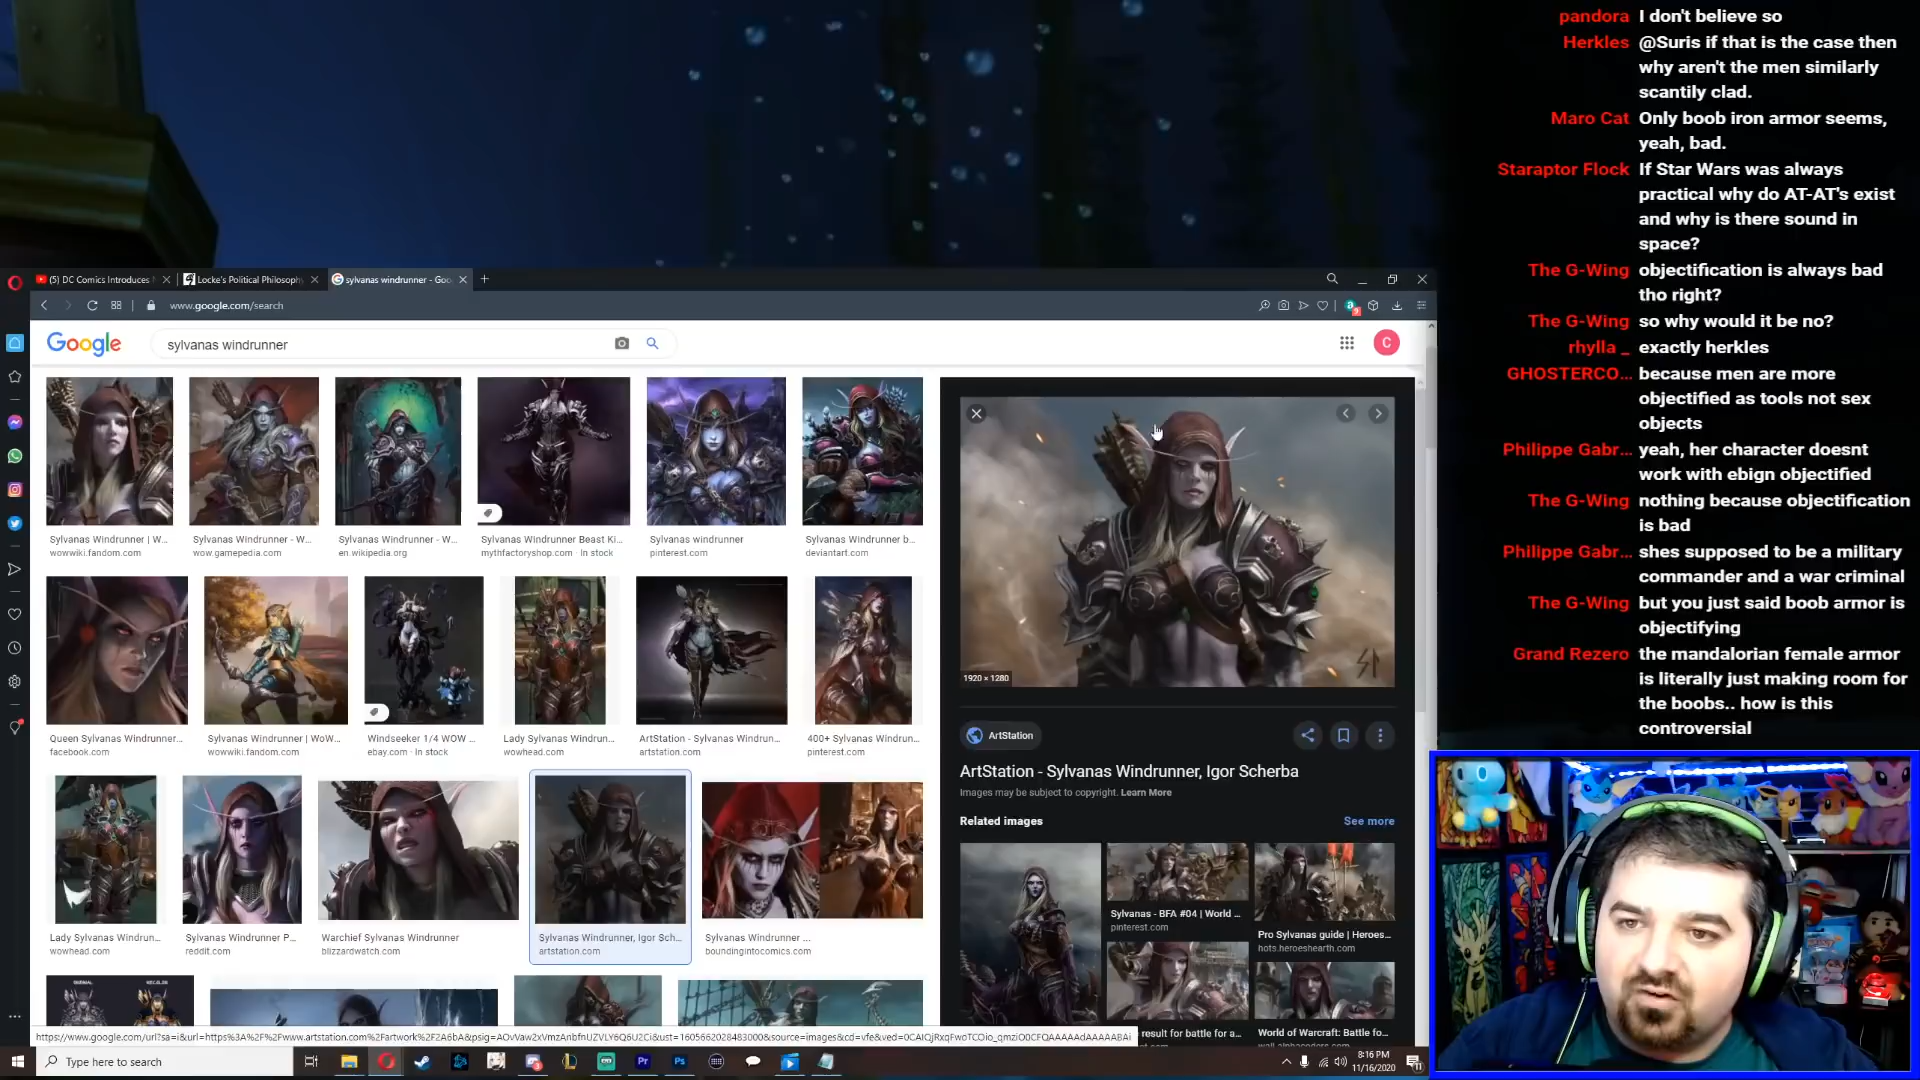 pandora I don't believe so
Herkles @Suris if that is the case then
why aren't the men similarly
scantily clad.
Maro Cat Only boob iron armor seems,
yeah, bad.
Staraptor Flock If Star Wars was always
practical why do AT-AT's exist
and why is there sound in
space?
The G-Wing objectification is always bad
tho right?
The G-Wing so why would it be no?
rhylla _ exactly herkles
GHOSTERCO... because men are more
objectified as tools not sex
objects
Philippe Gabr... yeah, her character doesnt
work with ebign objectified
The G-Wing nothing because objectification
is bad
Philippe Gabr... shes supposed to be a military
commander and a war criminal
The G-Wing but you just said boob armor is
objectifying
Grand Rezero the mandalorian female armor
is literally just making room for
the boobs.. how is this
controversial
(5) DC Comics Introduces
Locke's Political Philosophy
sylvanas windrunner - Goo
www.google.com/search
Google
sylvanas windrunner
C
Sylvanas Windrunner | W...
wowwiki.fandom.com
Sylvanas Windrunner - W...
wow.gamepedia.com
Sylvanas Windrunner - W...
en.wikipedia.org
Sylvanas Windrunner Beast Ki...
mythfactoryshop.com · In stock
Sylvanas windrunner
pinterest.com
Sylvanas Windrunner b...
deviantart.com
Queen Sylvanas Windrunner...
facebook.com
Sylvanas Windrunner | WoW...
wowwiki.fandom.com
Windseeker 1/4 WOW ...
ebay.com · In stock
Lady Sylvanas Windrun...
wowhead.com
ArtStation - Sylvanas Windrun...
artstation.com
400+ Sylvanas Windrun...
pinterest.com
Lady Sylvanas Windrun...
wowhead.com
Sylvanas Windrunner P...
reddit.com
Warchief Sylvanas Windrunner
blizzardwatch.com
Sylvanas Windrunner, Igor Sch...
artstation.com
Sylvanas Windrunner ...
boundingintocomics.com
1920 × 1280
ArtStation
ArtStation - Sylvanas Windrunner, Igor Scherba
Images may be subject to copyright. Learn More
Related images
See more
Sylvanas - BFA #04 | World ...
pinterest.com
Pro Sylvanas guide | Heroes...
hots.heroeshearth.com
result for battle for a...
World of Warcraft: Battle fo...
Type here to search
8:16 PM
11/16/2020